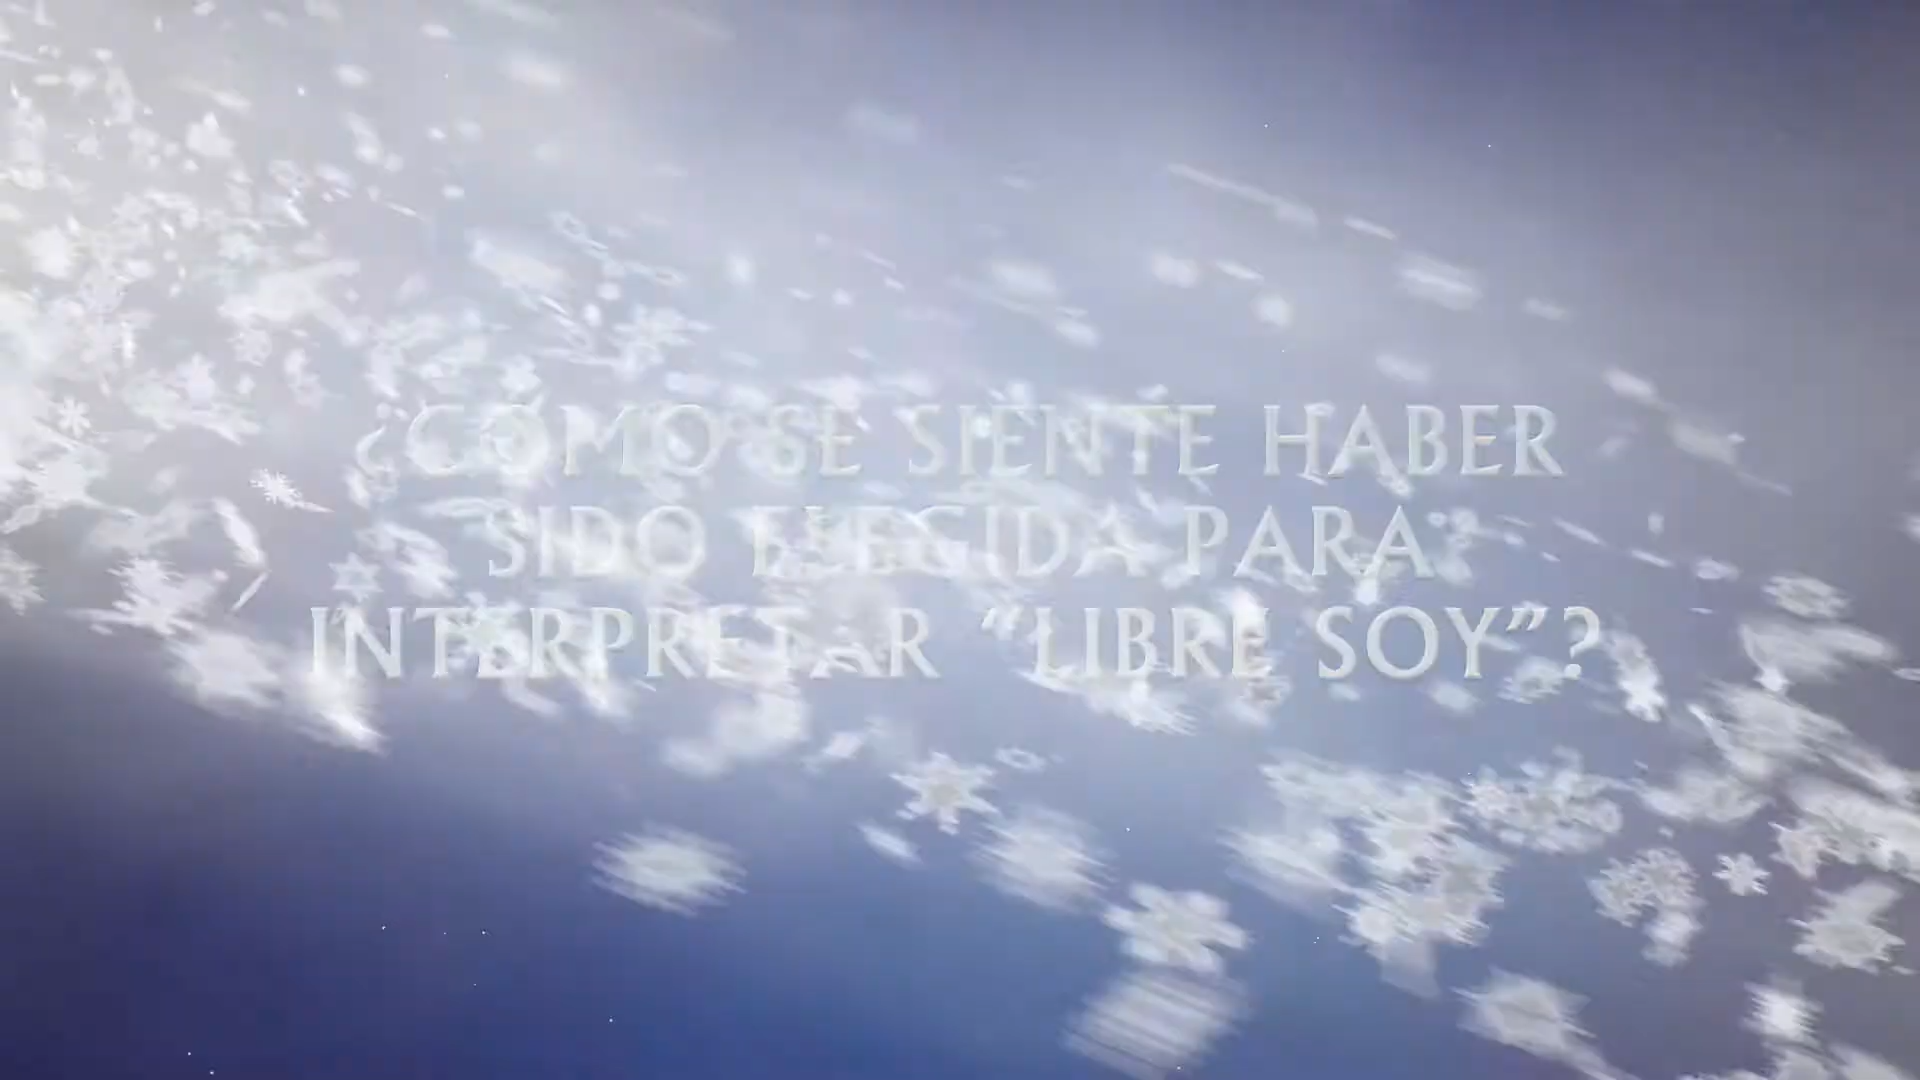 ¿CÓMO SE SIENTE HABER
SIDO ELEGIDA PARA
INTERPRETAR “LIBRE SOY”?